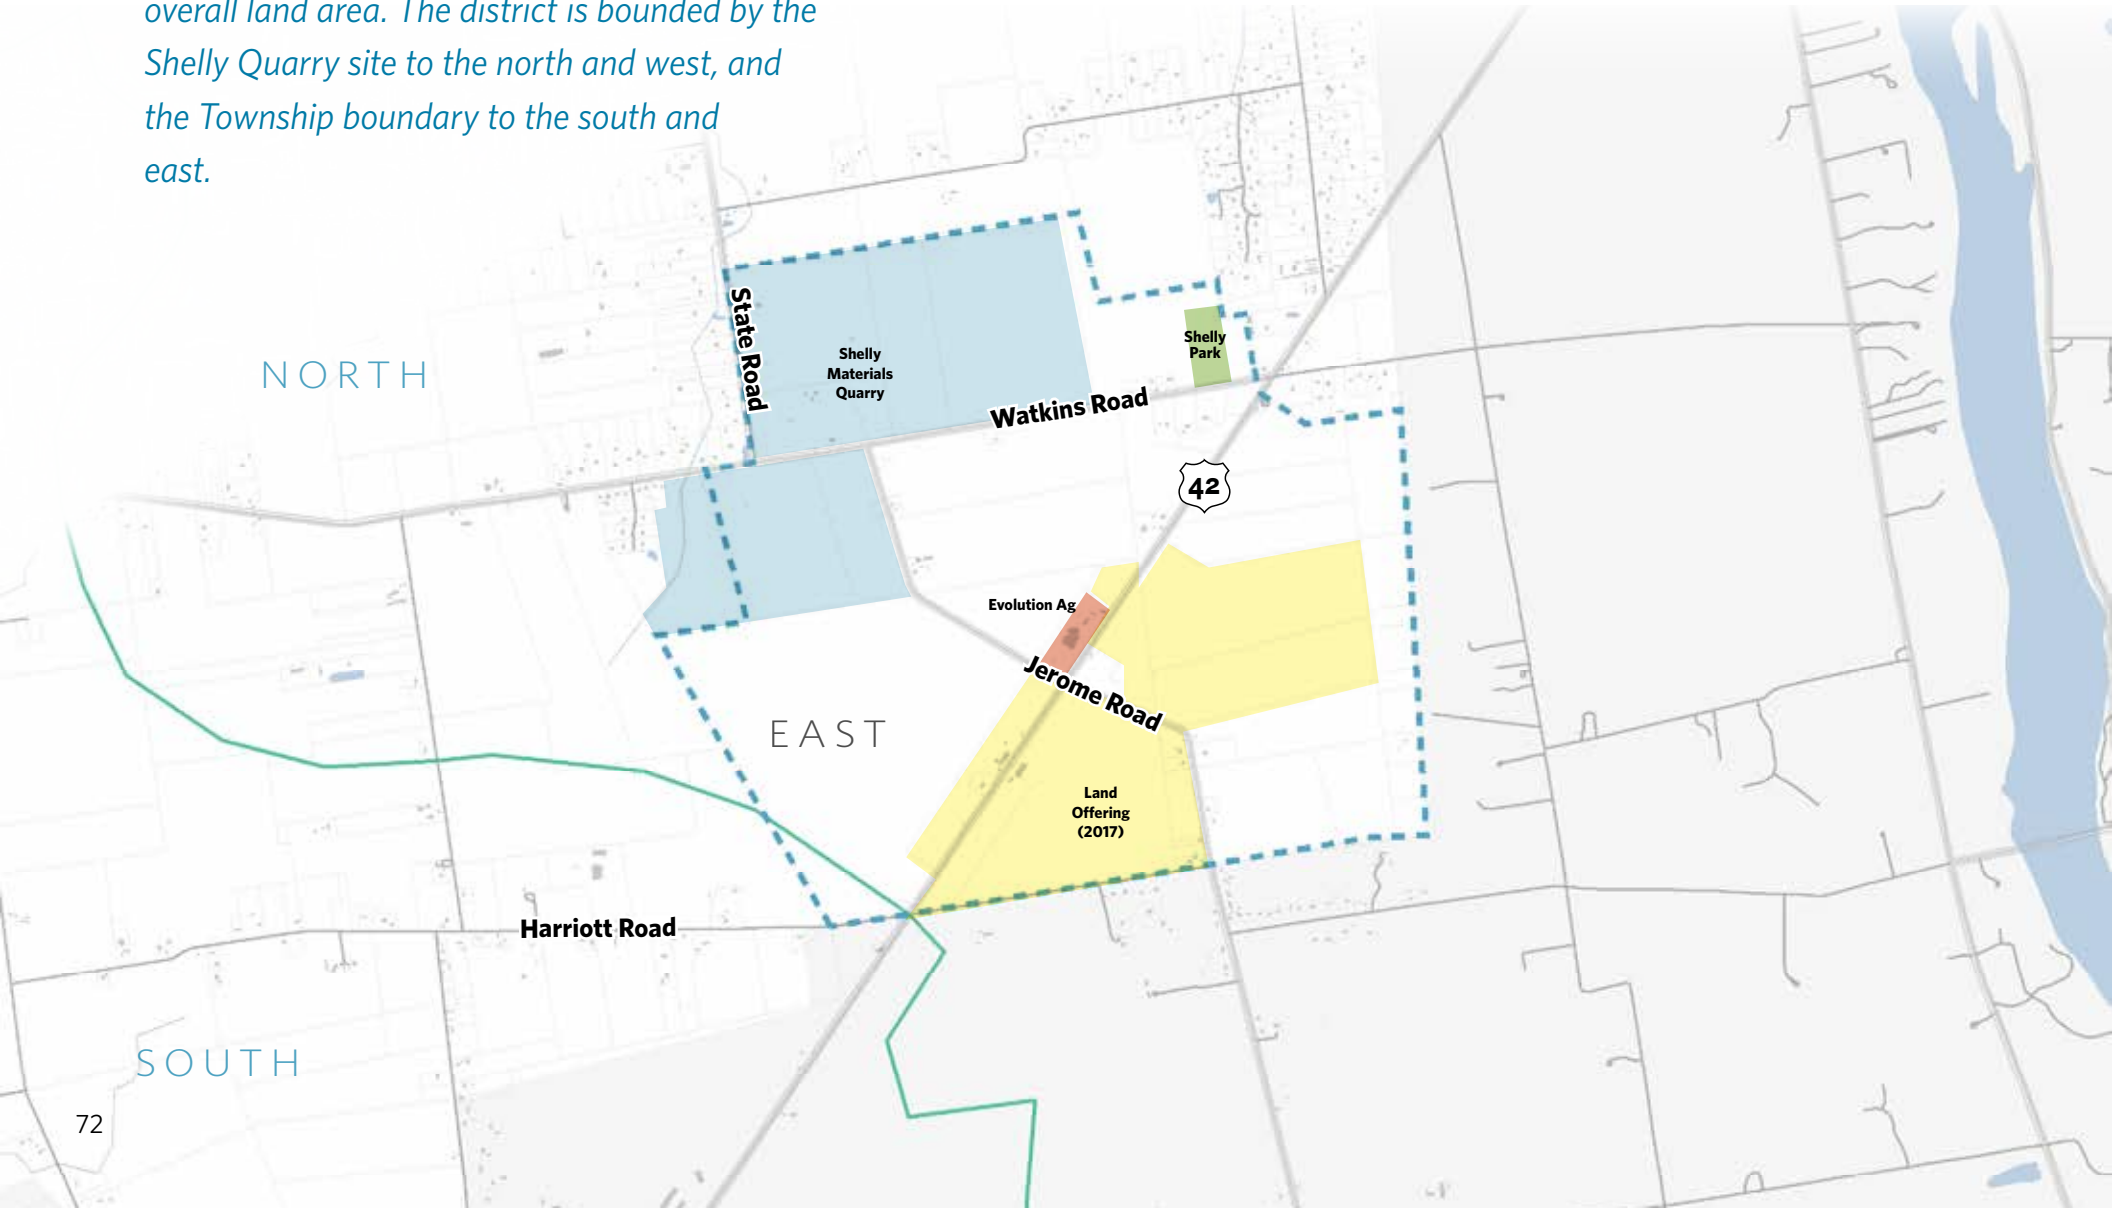 overall land area. The district is bounded by the
Shelly Quarry site to the north and west, and
the Township boundary to the south and
east.
State Road
Shelly
Materials
Quarry
Shelly
Park
NORTH
Watkins Road
42
Evolution Ag
Jerome Road
EAST
Land
Offering
(2017)
Harriott Road
SOUTH
72